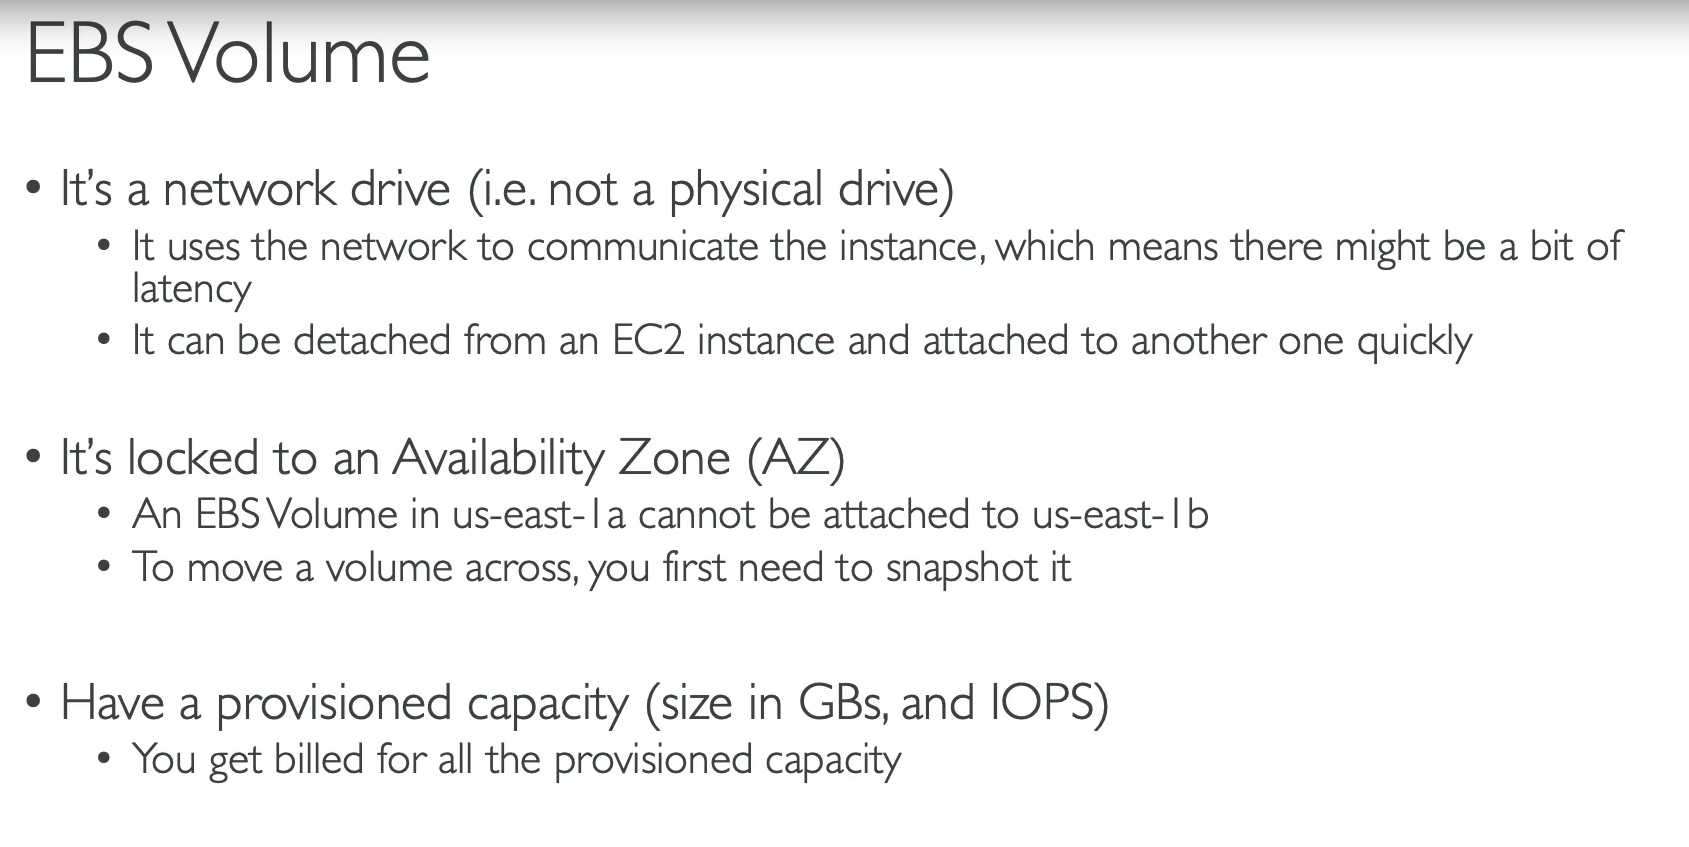 EBS Volume
• It's a network drive (i.e. not a physical drive)
• It uses the network to communicate the instance, which means there might be a bit of
latency
• It can be detached from an EC2 instance and attached to another one quickly
• It's locked to an Availability Zone (AZ)
• An EBS Volume in us-east-1a cannot be attached to us-east-1b
• To move a volume across, you first need to snapshot it
• Have a provisioned capacity (size in GBs, and IOPS)
• You get billed for all the provisioned capacity